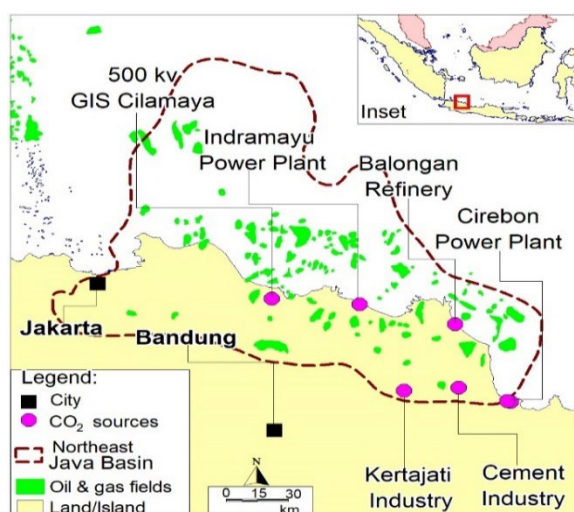 500 kv
GIS Cilamaya
Indramayu
Power Plant
Balongan
Refinery
Cirebon
Power Plant
Inset
Jakarta
Bandung
Kertajati
Industry
Cement
Industry
Legend:
City
CO₂ sources
Northeast
Java Basin
Oil & gas fields
Land/Island
N
0 15 30
km